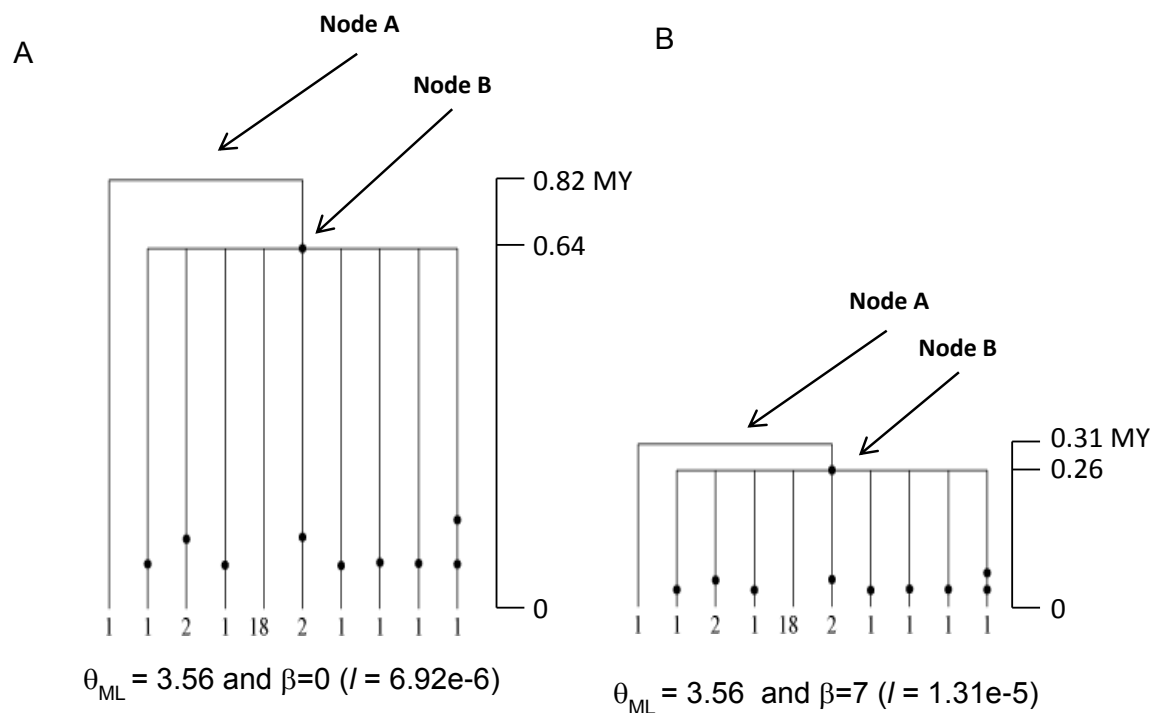 A
Node A
Node B
0.82 MY
0.64
0
1 1 2 1 18 2 1 1 1 1
θML = 3.56 and β=0 (l = 6.92e-6)
B
Node A
Node B
0.31 MY
0.26
0
1 1 2 1 18 2 1 1 1 1
θML = 3.56 and β=7 (l = 1.31e-5)